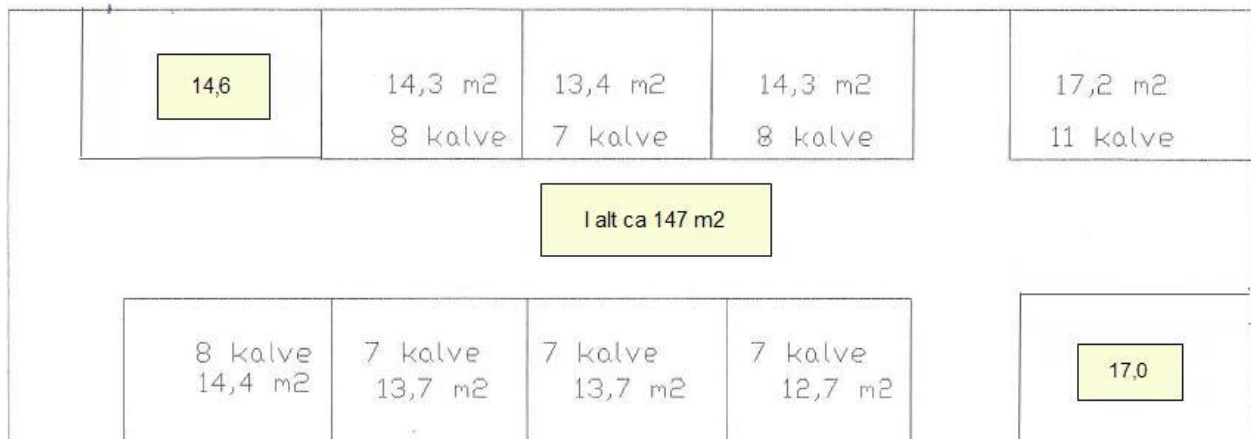 14,6
14,3 m2
8 kalve
13,4 m2
7 kalve
14,3 m2
8 kalve
17,2 m2
11 kalve
I alt ca 147 m2
8 kalve
14,4 m2
7 kalve
13,7 m2
7 kalve
13,7 m2
7 kalve
12,7 m2
17,0